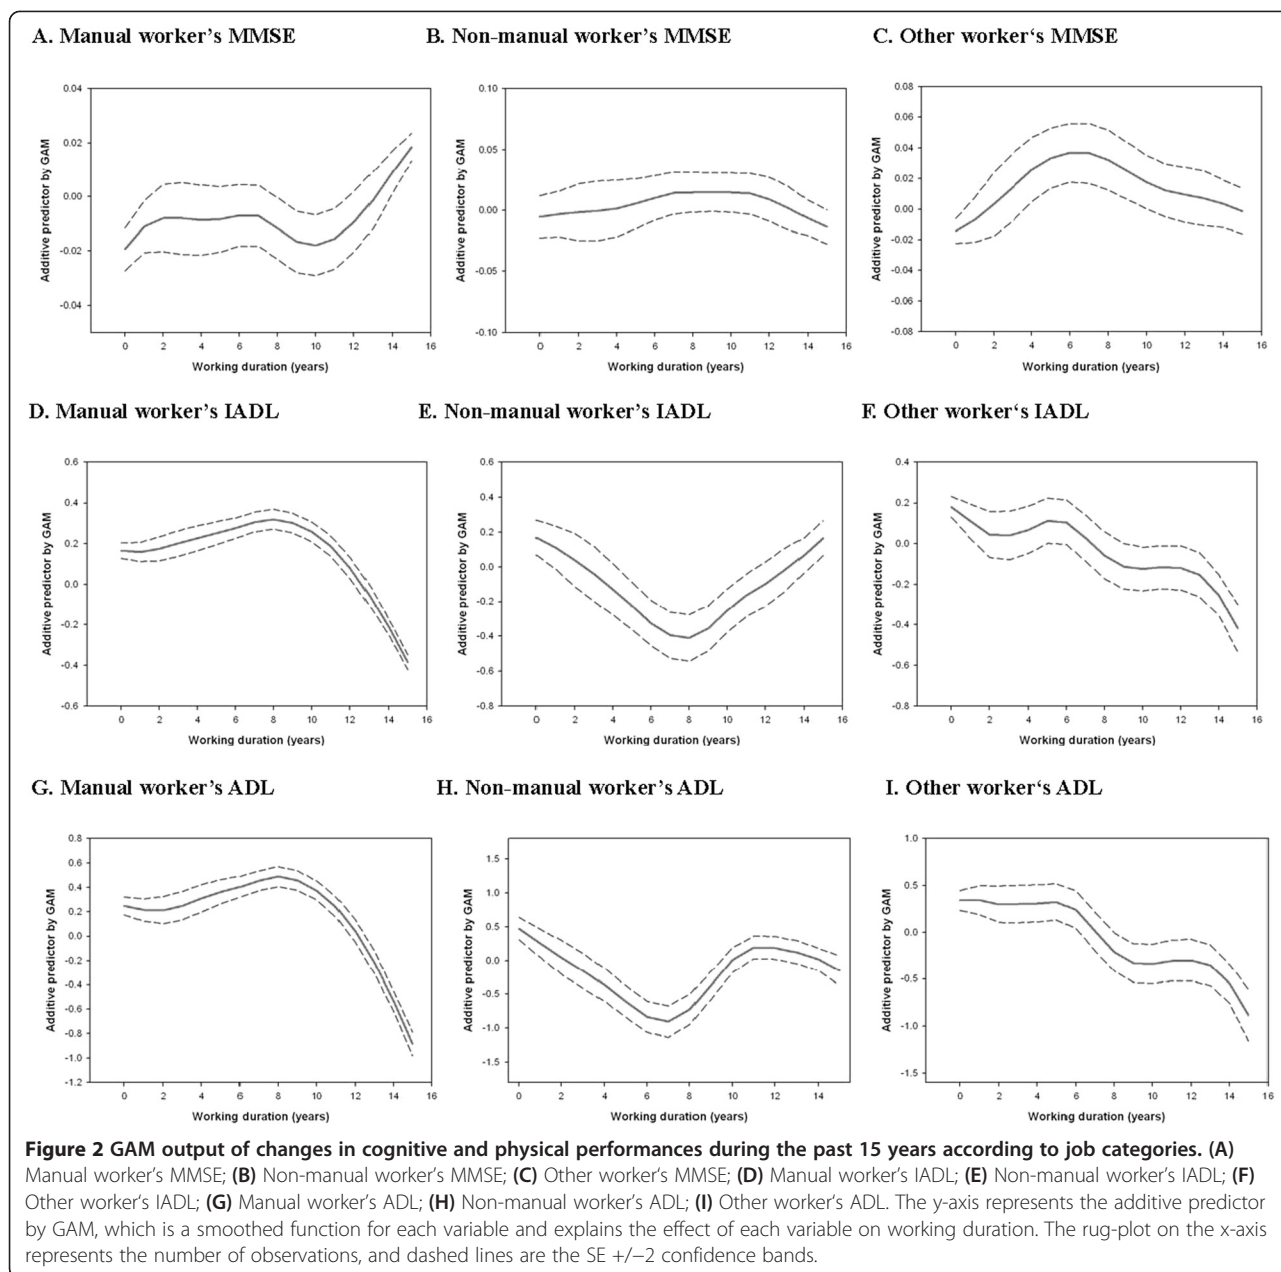 A. Manual worker's MMSE
B. Non-manual worker's MMSE
C. Other worker‘s MMSE
Additive predictor by GAM
0.04
0.02
0.00
-0.02
-0.04
0 2 4 6 8 10 12 14 16
Working duration (years)
Additive predictor by GAM
0.10
0.05
0.00
-0.05
-0.10
0 2 4 6 8 10 12 14 16
Working duration (years)
Additive predictor by GAM
0.08
0.06
0.04
0.02
0.00
-0.02
-0.04
-0.06
-0.08
0 2 4 6 8 10 12 14 16
Working duration (years)
D. Manual worker's IADL
E. Non-manual worker's IADL
F. Other worker‘s IADL
Additive predictor by GAM
0.6
0.4
0.2
0.0
-0.2
-0.4
-0.6
0 2 4 6 8 10 12 14 16
Working duration (years)
Additive predictor by GAM
0.6
0.4
0.2
0.0
-0.2
-0.4
-0.6
-0.8
0 2 4 6 8 10 12 14 16
Working duration (years)
Additive predictor by GAM
0.4
0.2
0.0
-0.2
-0.4
-0.6
-0.8
0 2 4 6 8 10 12 14 16
Working duration (years)
G. Manual worker's ADL
H. Non-manual worker's ADL
I. Other worker‘s ADL
Additive predictor by GAM
0.8
0.6
0.4
0.2
0.0
-0.2
-0.4
-0.6
-0.8
-1.0
-1.2
0 2 4 6 8 10 12 14 16
Working duration (years)
Additive predictor by GAM
1.5
1.0
0.5
0.0
-0.5
-1.0
-1.5
0 2 4 6 8 10 12 14
Working duration (years)
Additive predictor by GAM
1.0
0.5
0.0
-0.5
-1.0
-1.5
0 2 4 6 8 10 12 14 16
Working duration (years)
Figure 2 GAM output of changes in cognitive and physical performances during the past 15 years according to job categories. (A)
Manual worker's MMSE; (B) Non-manual worker's MMSE; (C) Other worker's MMSE; (D) Manual worker's IADL; (E) Non-manual worker's IADL; (F)
Other worker's IADL; (G) Manual worker's ADL; (H) Non-manual worker's ADL; (I) Other worker's ADL. The y-axis represents the additive predictor
by GAM, which is a smoothed function for each variable and explains the effect of each variable on working duration. The rug-plot on the x-axis
represents the number of observations, and dashed lines are the SE +/−2 confidence bands.